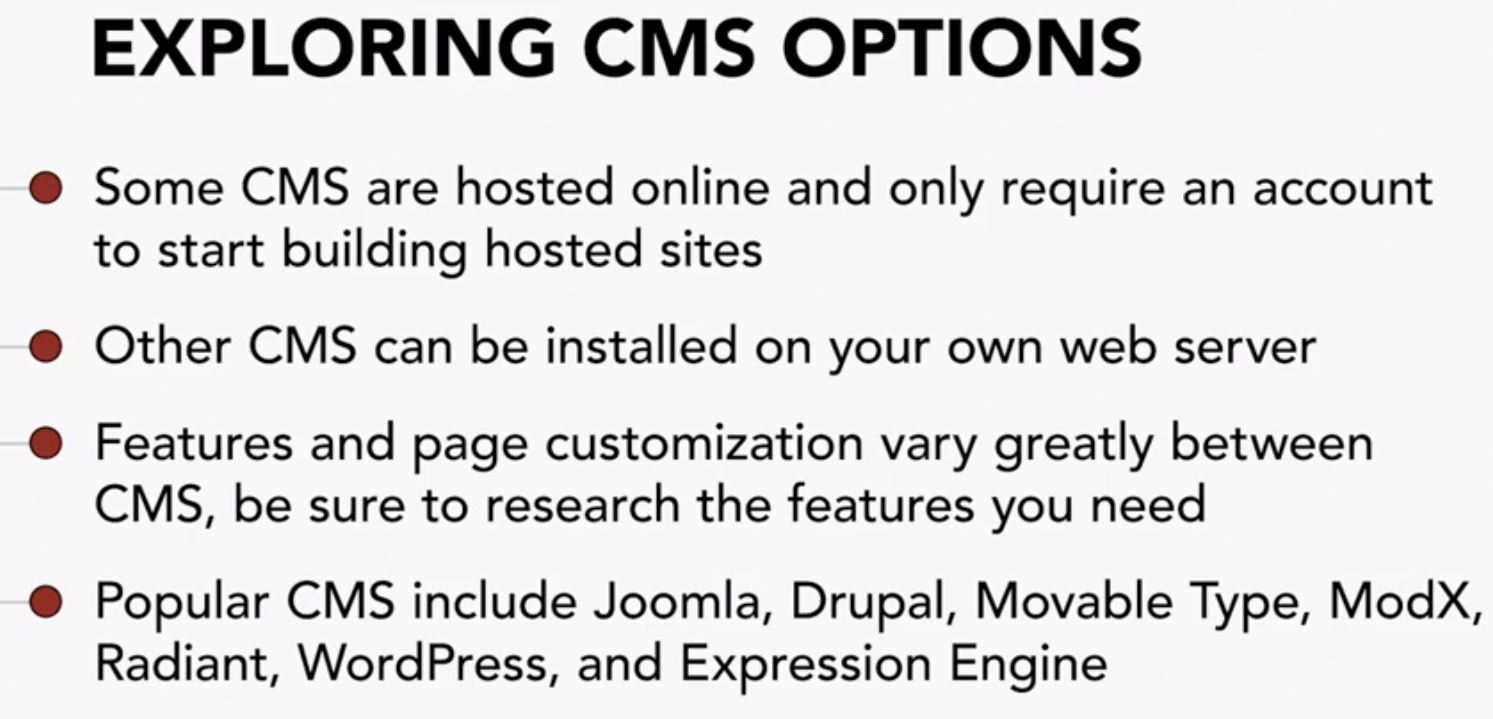 EXPLORING CMS OPTIONS
Some CMS are hosted online and only require an account
to start building hosted sites
Other CMS can be installed on your own web server
Features and page customization vary greatly between
CMS, be sure to research the features you need
Popular CMS include Joomla, Drupal, Movable Type, ModX,
Radiant, WordPress, and Expression Engine